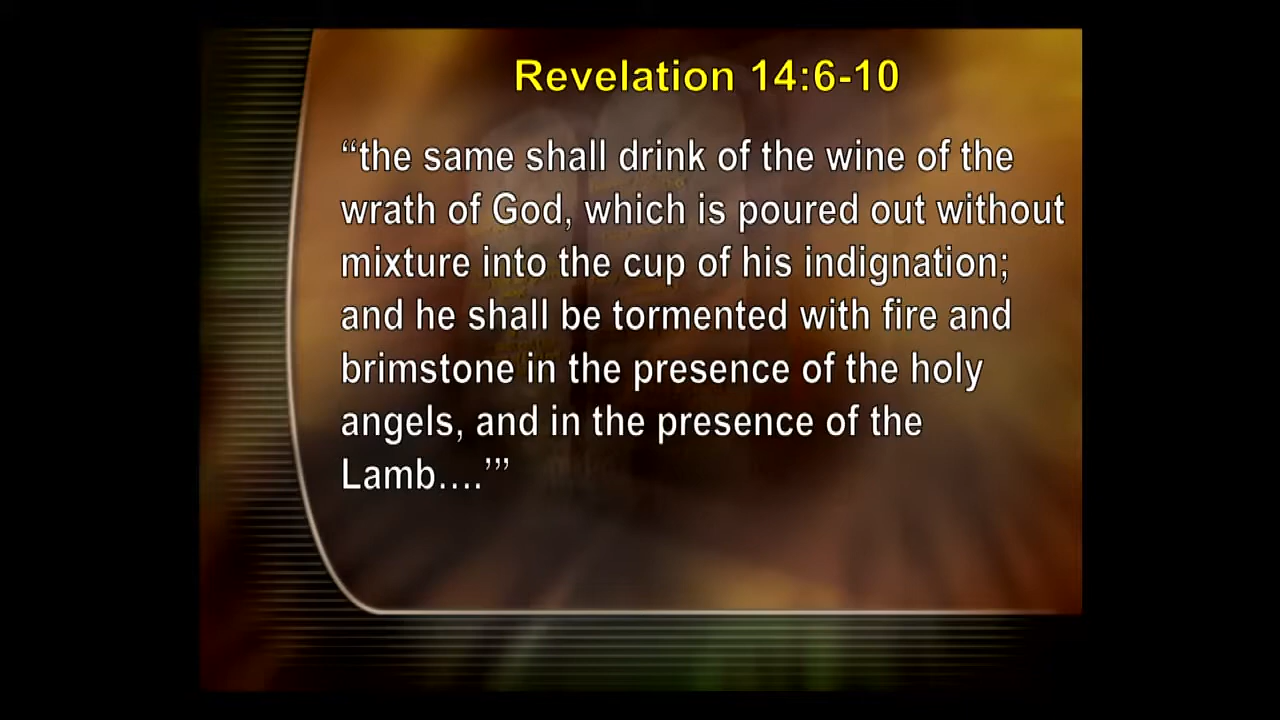 Revelation 14:6-10
“the same shall drink of the wine of the
wrath of God, which is poured out without
mixture into the cup of his indignation;
and he shall be tormented with fire and
brimstone in the presence of the holy
angels, and in the presence of the
Lamb….’”